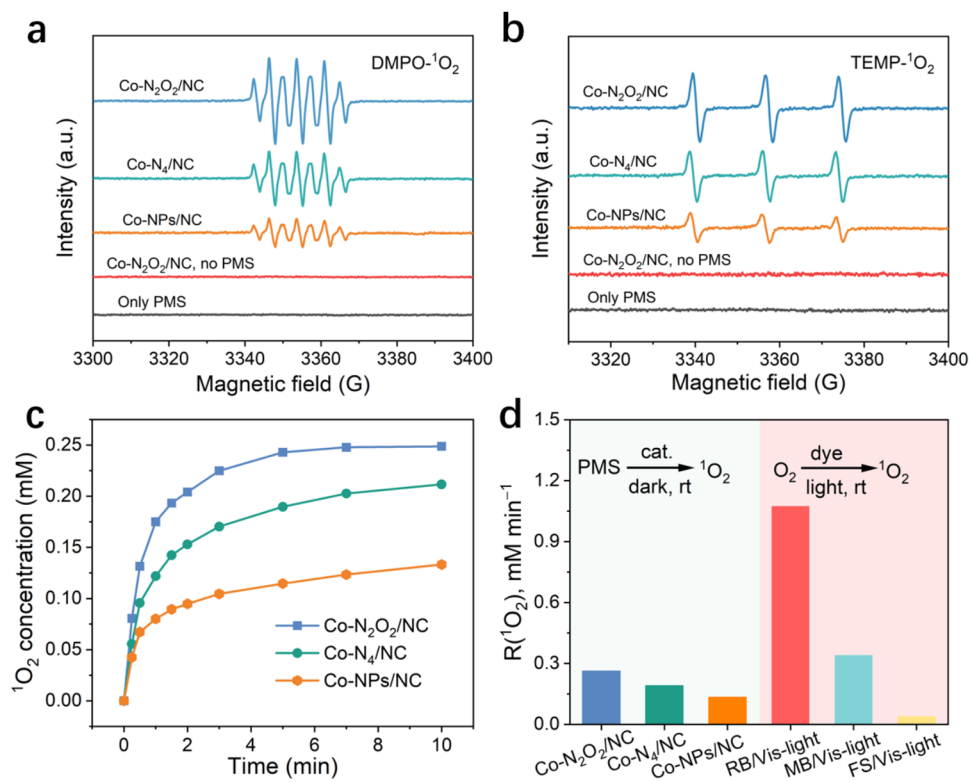 a
DMPO-¹O₂
Co-N₂O₂/NC
Co-N₄/NC
Co-NPs/NC
Co-N₂O₂/NC, no PMS
Only PMS
Intensity (a.u.)
3300 3320 3340 3360 3380 3400
Magnetic field (G)
b
TEMP-¹O₂
Co-N₂O₂/NC
Co-N₄/NC
Co-NPs/NC
Co-N₂O₂/NC, no PMS
Only PMS
Intensity (a.u.)
3320 3340 3360 3380 3400
Magnetic field (G)
c
¹O₂ concentration (mM)
0.25
0.20
0.15
0.10
0.05
0.00
Co-N₂O₂/NC
Co-N₄/NC
Co-NPs/NC
0 2 4 6 8 10
Time (min)
d
R(¹O₂), mM min⁻¹
1.5
1.2
0.9
0.6
0.3
0.0
PMS cat. ¹O₂
dark, rt
O₂ dye ¹O₂
light, rt
Co-N₂O₂/NC
Co-N₄/NC
Co-NPs/NC
RB/Vis-light
MB/Vis-light
FS/Vis-light